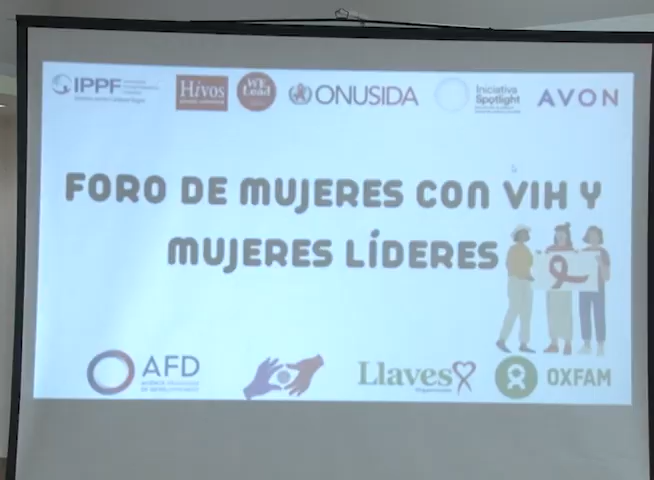 IPPF
Hivos
WE Lead
ONUSIDA
Iniciativa Spotlight
AVON
FORO DE MUJERES CON VIH Y
MUJERES LÍDERES
AFD
Llaves
OXFAM